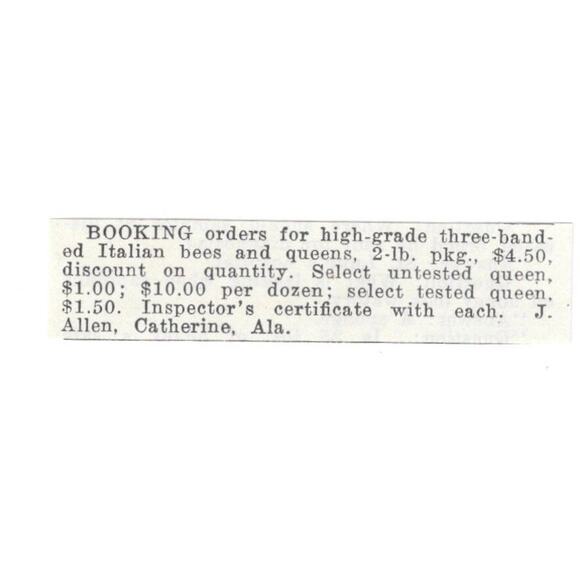 BOOKING orders for high-grade three-band-
ed Italian bees and queens, 2-lb. pkg., $4.50,
discount on quantity. Select untested queen,
$1.00; $10.00 per dozen; select tested queen,
$1.50. Inspector's certificate with each. J.
Allen, Catherine, Ala.